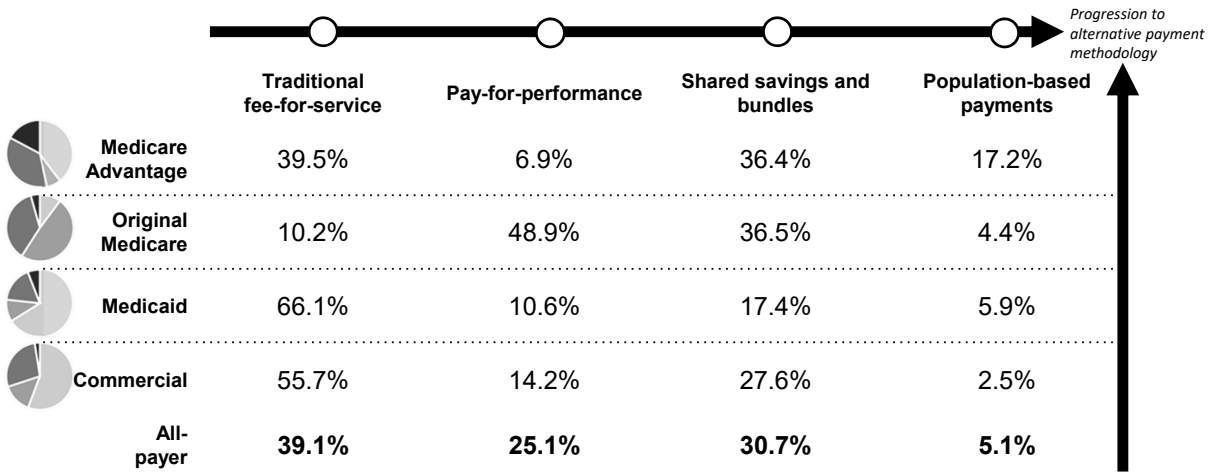 Progression to
alternative payment
methodology
Traditional
fee-for-service
Pay-for-performance
Shared savings and
bundles
Population-based
payments
Medicare
Advantage
39.5%
6.9%
36.4%
17.2%
Original
Medicare
10.2%
48.9%
36.5%
4.4%
Medicaid
66.1%
10.6%
17.4%
5.9%
Commercial
55.7%
14.2%
27.6%
2.5%
All-
payer
39.1%
25.1%
30.7%
5.1%